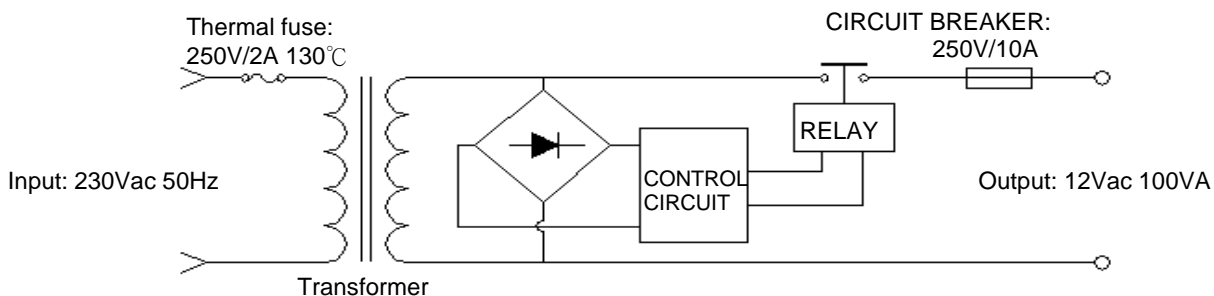 Thermal fuse:
250V/2A 130℃
CIRCUIT BREAKER:
250V/10A
RELAY
Input: 230Vac 50Hz
CONTROL
CIRCUIT
Output: 12Vac 100VA
Transformer